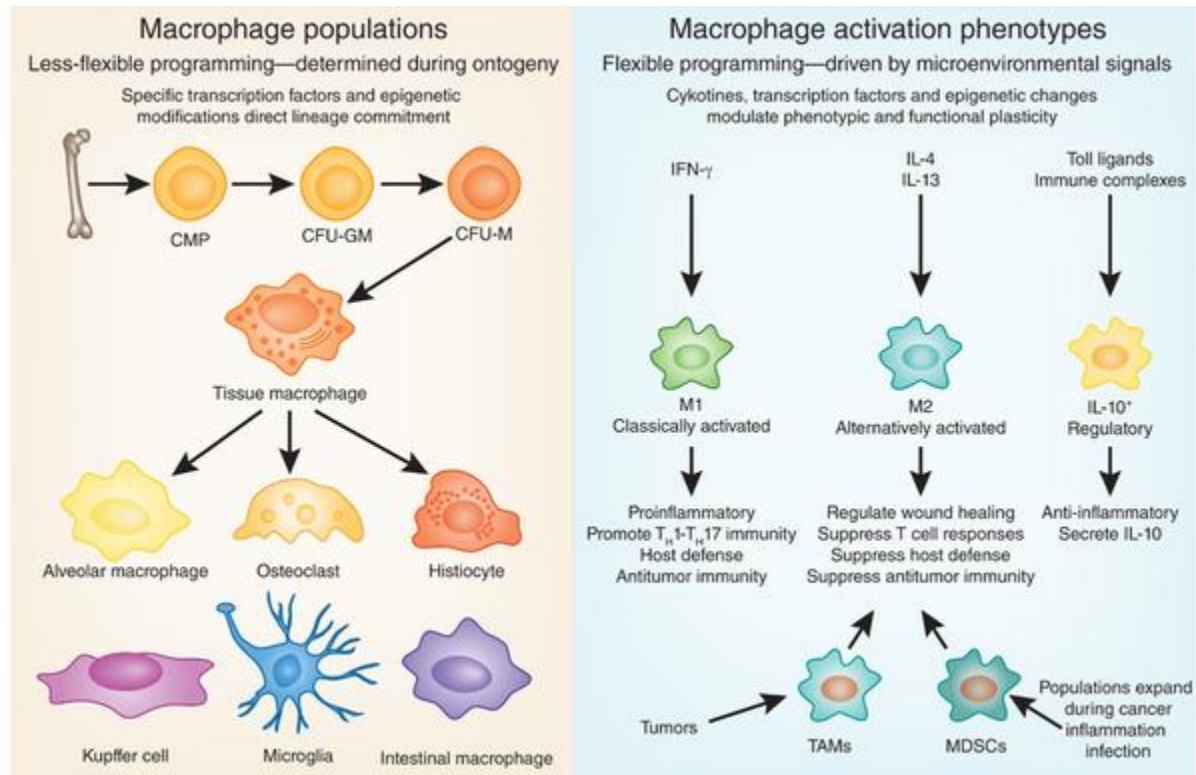 Macrophage populations
Less-flexible programming—determined during ontogeny
Specific transcription factors and epigenetic
modifications direct lineage commitment
CMP
CFU-GM
CFU-M
Tissue macrophage
Alveolar macrophage
Osteoclast
Histiocyte
Kupffer cell
Microglia
Intestinal macrophage
Macrophage activation phenotypes
Flexible programming—driven by microenvironmental signals
Cykotines, transcription factors and epigenetic changes
modulate phenotypic and functional plasticity
IFN-γ
IL-4
IL-13
Toll ligands
Immune complexes
M1
Classically activated
M2
Alternatively activated
IL-10⁺
Regulatory
Proinflammatory
Promote TH1-TH17 immunity
Host defense
Antitumor immunity
Regulate wound healing
Suppress T cell responses
Suppress host defense
Suppress antitumor immunity
Anti-inflammatory
Secrete IL-10
Tumors
TAMs
MDSCs
Populations expand
during cancer
inflammation
infection